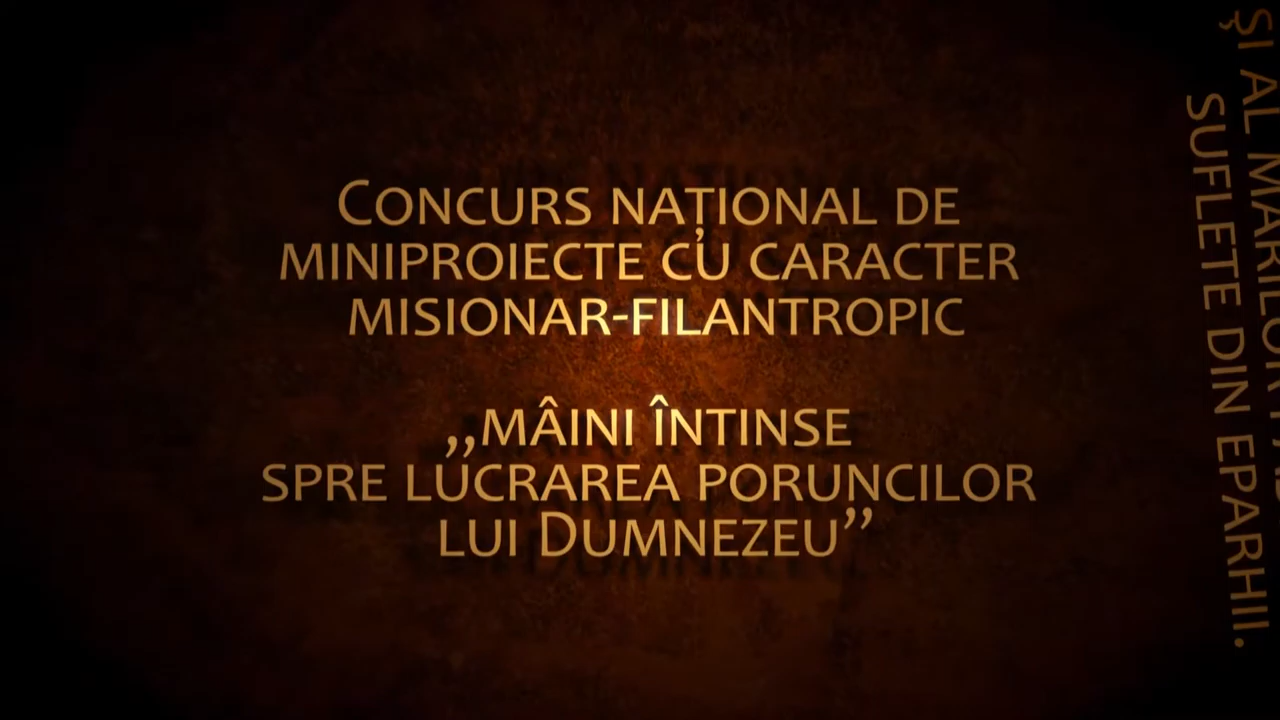 Concurs național de
miniproiecte cu caracter
misionar-filantropic
,,mâini întinse
spre lucrarea poruncilor
lui Dumnezeu”
ŞI AL MARILOR
SUFLETE DIN EPARHII.